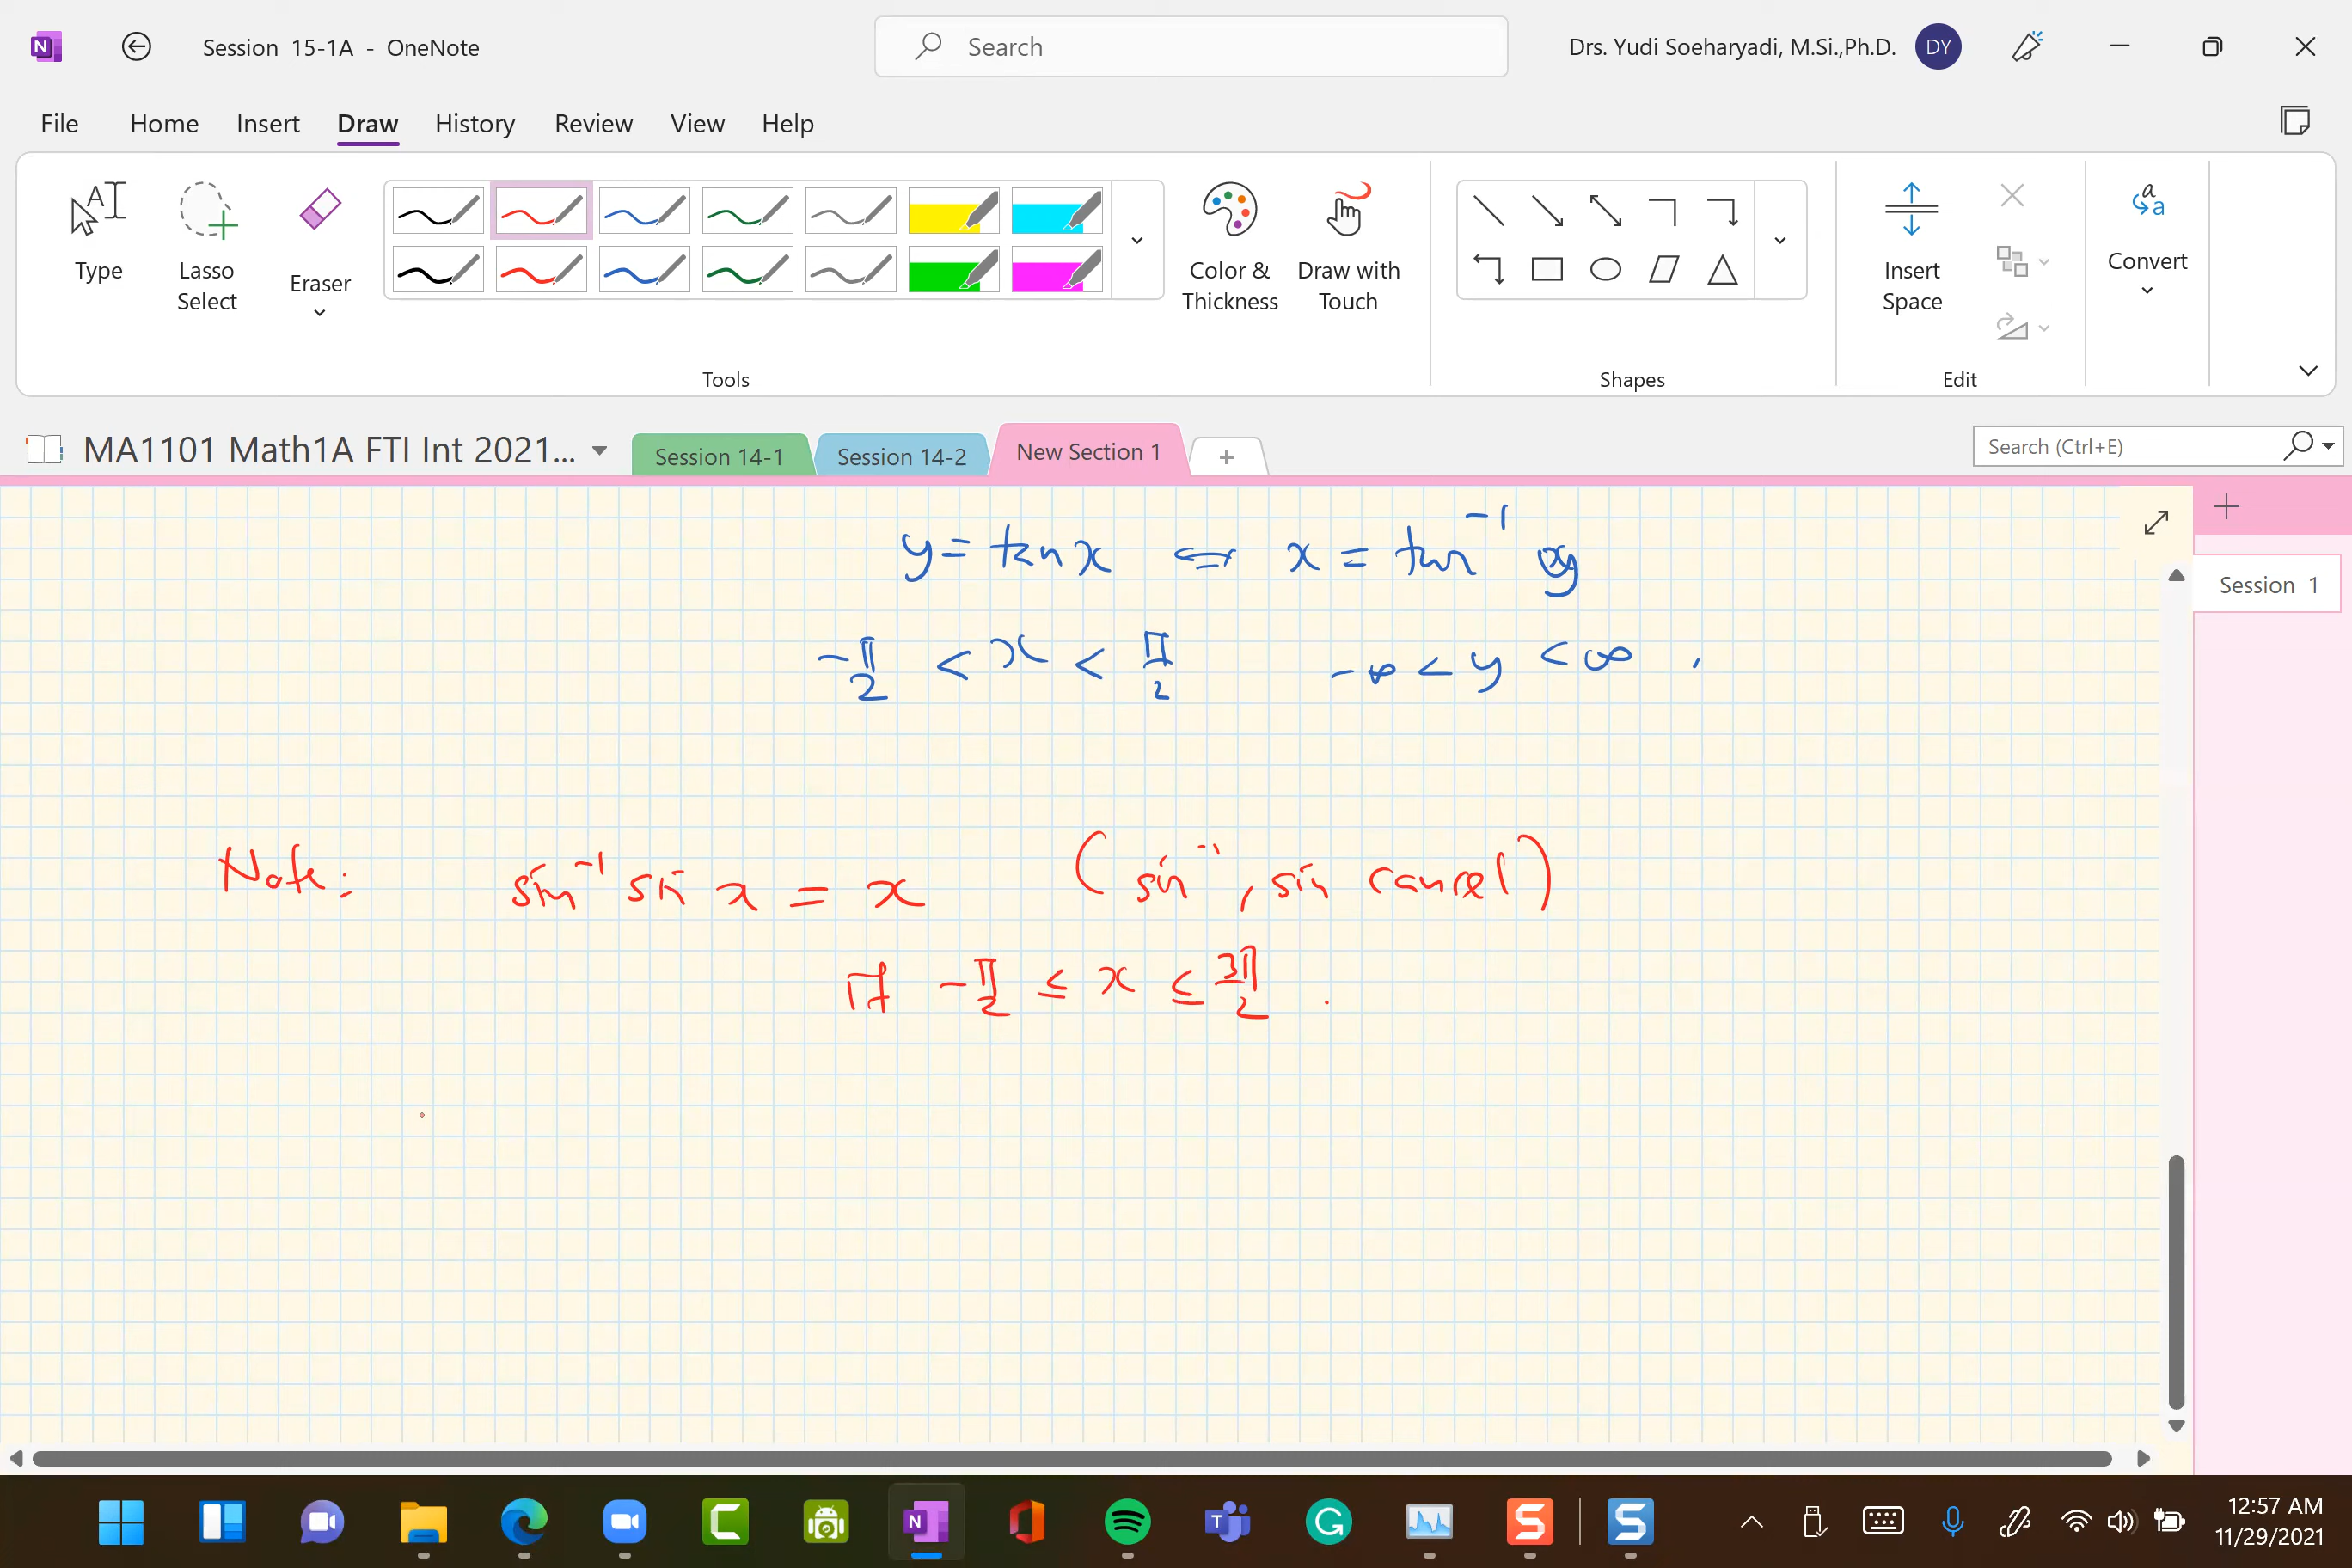 Session 15-1A - OneNote
Search
Drs. Yudi Soeharyadi, M.Si.,Ph.D.
DY
File Home Insert Draw History Review View Help
Type
Lasso Select
Eraser
Color & Thickness
Draw with Touch
Insert Space
Convert
Tools
Shapes
Edit
MA1101 Math1A FTI Int 2021...
Session 14-1
Session 14-2
New Section 1
Search (Ctrl+E)
Session 1
y = tan x ⇔ x = tan⁻¹ y
-π/2 < x < π/2 -∞ < y < ∞ .
Note: sin⁻¹ sin x = x (sin⁻¹, sin cancel)
if -π/2 ≤ x ≤ 3π/2 .
12:57 AM
11/29/2021